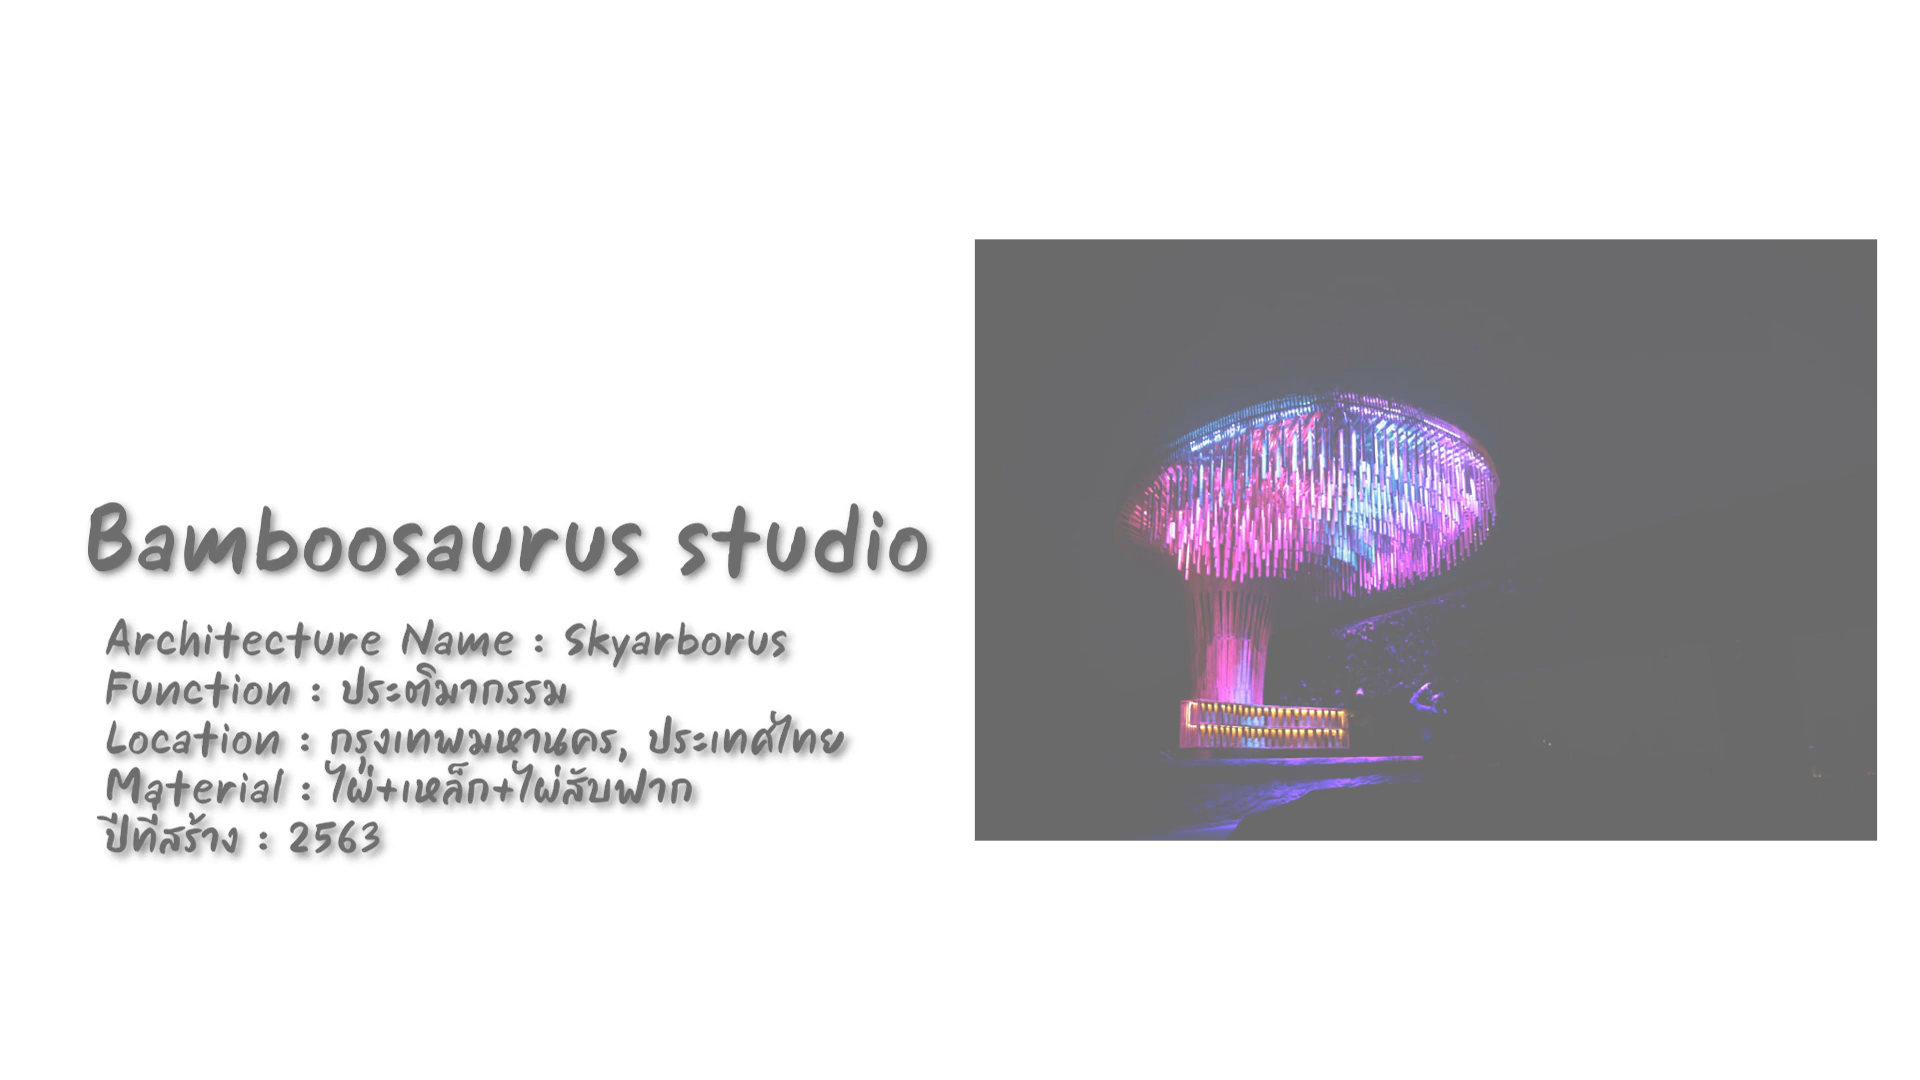 Bamboosaurus studio
Architecture Name : Skyarborus
Function : ประติมากรรม
Location : กรุงเทพมหานคร, ประเทศไทย
Material : ไผ่+เหล็ก+ไผ่สับฟาก
ปีที่สร้าง : 2563